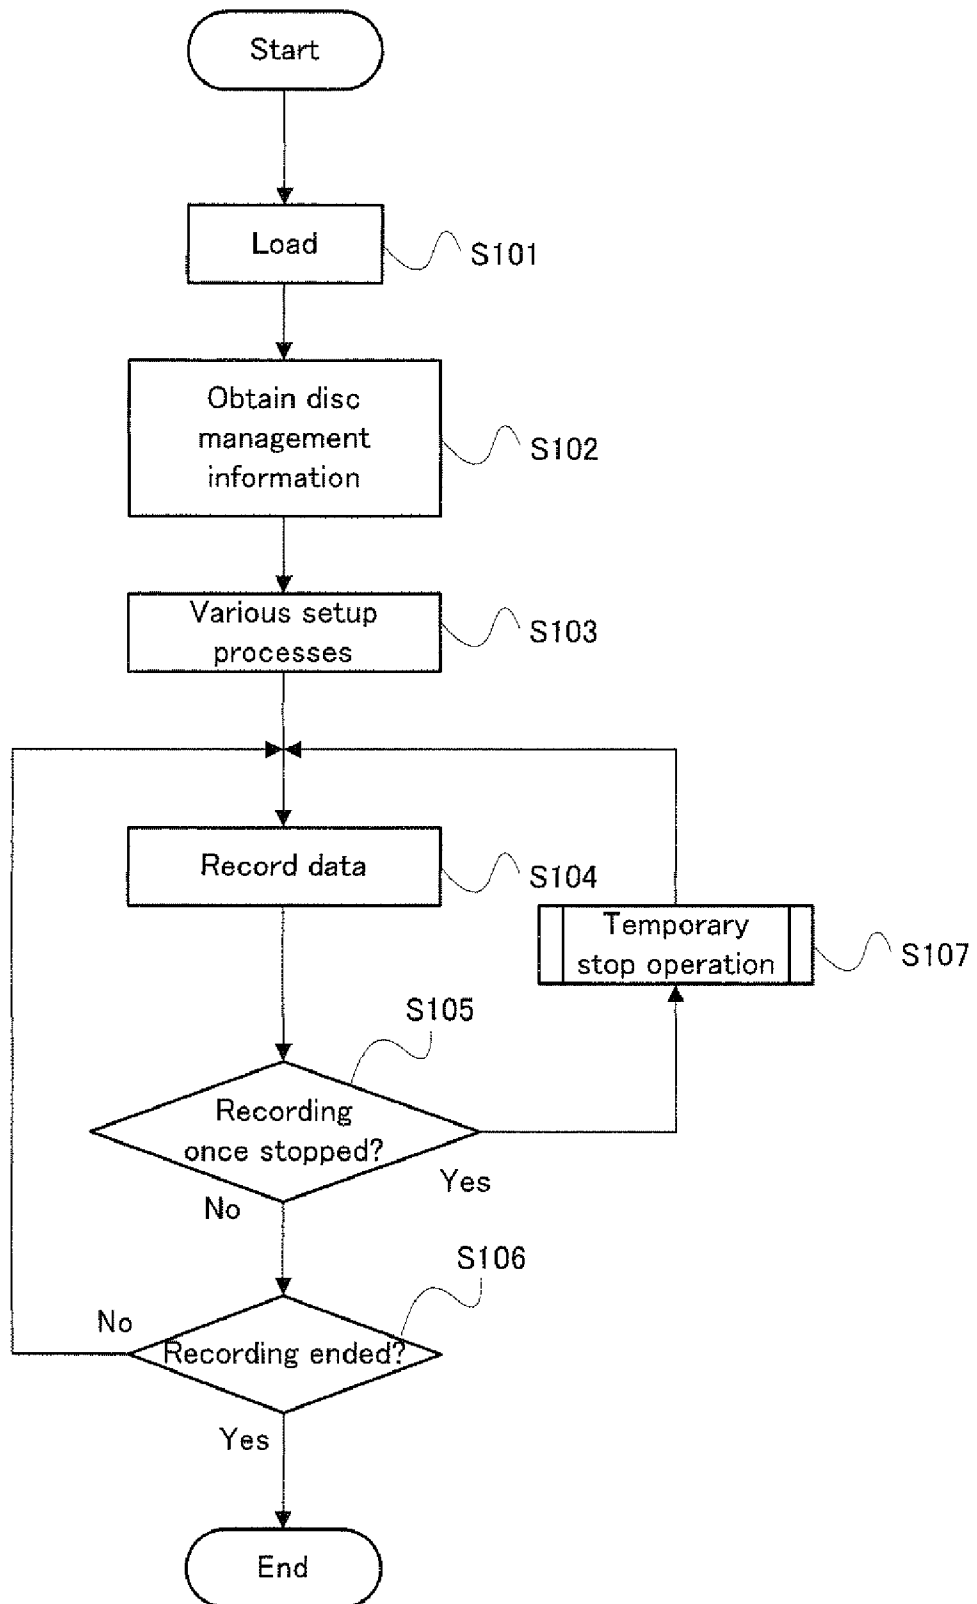 Start
Load
S101
Obtain disc
management
information
S102
Various setup
processes
S103
Record data
S104
Temporary
stop operation
S107
S105
Recording
once stopped?
Yes
No
S106
No
Recording ended?
Yes
End